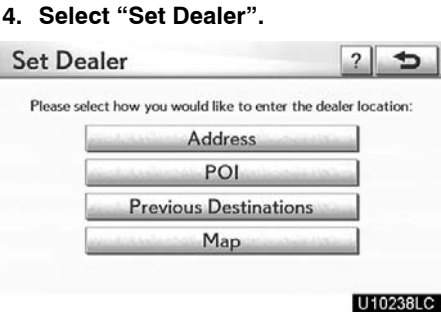 4. Select “Set Dealer”.
Set Dealer ?
Please select how you would like to enter the dealer location:
Address
POI
Previous Destinations
Map
U10238LC